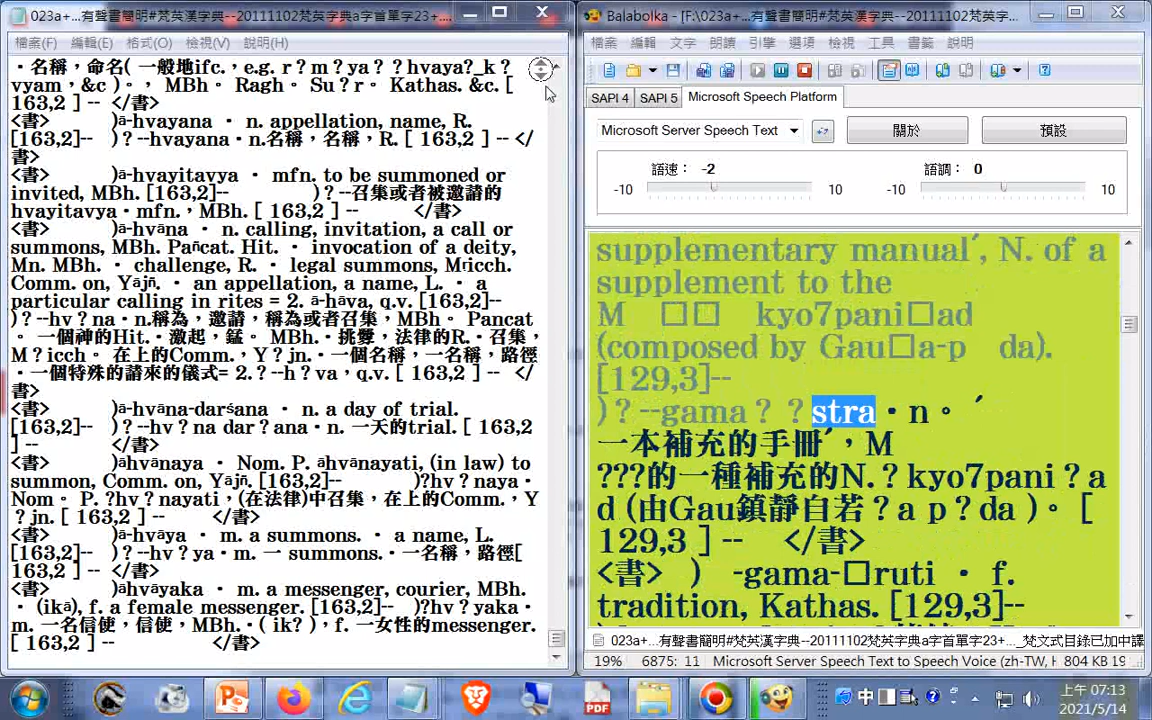 023a+...有聲書簡明#梵英漢字典--20111102梵英字典a字首單字23+...
檔案(F) 編輯(E) 格式(O) 檢視(V) 說明(H)
‧名稱，命名( 一般地ifc.，e.g. r？m？ya？？hvaya?_k？
vyam，&c )。， MBh。Ragh。Su？r。Kathas. &c. [
163,2 ] -- </書>
<書> )ā-hvayana ‧ n. appellation, name, R.
[163,2]-- )？--hvayana‧n.名稱，名稱，R. [ 163,2 ] -- </
書>
<書> )ā-hvayitavya ‧ mfn. to be summoned or
invited, MBh. [163,2]-- )？--召集或者被邀請的
hvayitavya‧mfn.，MBh. [ 163,2 ] -- </書>
<書> )ā-hvāna ‧ n. calling, invitation, a call or
summons, MBh. Pañcat. Hit. ‧ invocation of a deity,
Mn. MBh. ‧ challenge, R. ‧ legal summons, Mṛicch.
Comm. on, Yājñ. ‧ an appellation, a name, L. ‧ a
particular calling in rites = 2. ā-hāva, q.v. [163,2]--
)？--hv？na‧n.稱為，邀請，稱為或者召集，MBh。Pancat
。一個神的Hit.‧激起，錳。 MBh.‧挑釁，法律的R.‧召集，
M？icch。 在上的Comm.，Y？jn.‧一個名稱，一名稱，路徑
‧一個特殊的請來的儀式= 2.？--h？va，q.v. [ 163,2 ] -- </
書>
<書> )ā-hvāna-darśana ‧ n. a day of trial.
[163,2]-- )？--hv？na dar？ana‧n. 一天的trial. [ 163,2
] -- </書>
<書> )āhvānaya ‧ Nom. P. āhvānayati, (in law) to
summon, Comm. on, Yājñ. [163,2]-- )?hv？naya‧
Nom。 P. ?hv？nayati，(在法律)中召集，在上的Comm.，Y
？jn. [ 163,2 ] -- </書>
<書> )ā-hvāya ‧ m. a summons. ‧ a name, L.
[163,2]-- )？--hv？ya‧m. 一 summons.‧一名稱，路徑[
163,2 ] -- </書>
<書> )āhvāyaka ‧ m. a messenger, courier, MBh.
‧ (ikā), f. a female messenger. [163,2]-- )?hv？yaka‧
m. 一名信使，信使，MBh.‧( ik？)，f. 一女性的messenger.
[ 163,2 ] -- </書>
Balabolka - [F:\023a+...有聲書簡明#梵英漢字典--20111102梵英字...
檔案 編輯 文字 朗讀 引擎 選項 檢視 工具 書籤 說明
SAPI 4 SAPI 5 Microsoft Speech Platform
Microsoft Server Speech Text 關於 預設
語速： -2 語調： 0
-10 10 -10 10
supplementary manual´, N. of a
supplement to the
M □□ kyo7pani□ad
(composed by Gau□a-p da).
[129,3]--
)？--gama？？stra‧n。´
一本補充的手冊´，M
???的一種補充的N.？kyo7pani？a
d (由Gau鎮靜自若？a p？da )。 [
129,3 ] -- </書>
<書> ) -gama-□ruti ‧ f.
tradition, Kathas. [129,3]--
023a+...有聲書簡明#梵英漢字典--20111102梵英字典a字首單字23+..._梵文式目錄已加中譯
19% 6875: 11 Microsoft Server Speech Text to Speech Voice (zh-TW, H 804 KB 19
中
上午 07:13
2021/5/14